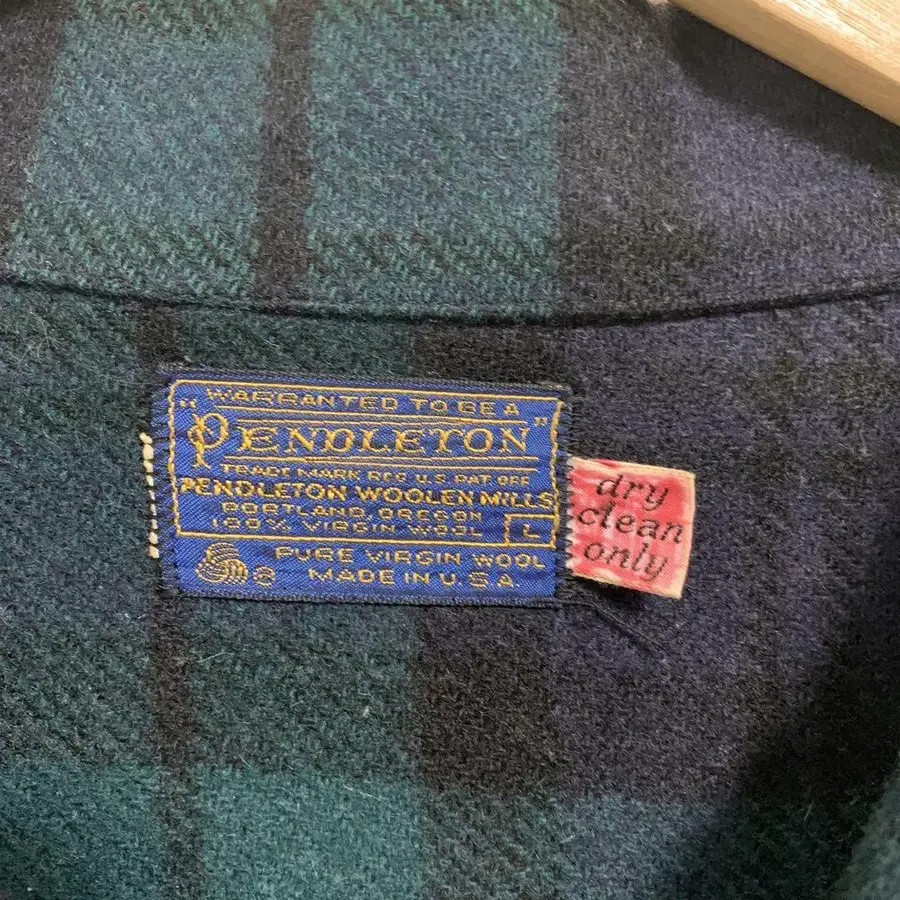 WARRANTED TO BE A
"PENDLETON"
TRADE MARK REG. U.S. PAT. OFF.
PENDLETON WOOLEN MILLS
PORTLAND, OREGON
100% VIRGIN WOOL L
PURE VIRGIN WOOL
®
MADE IN U.S.A.
dry
clean
only